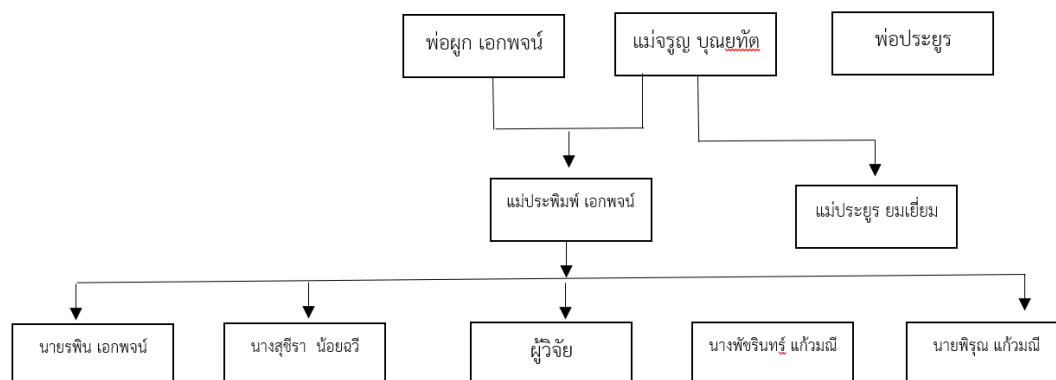 พ่อผูก เอกพจน์
แม่จรูญ บุณยทัต
พ่อประยูร
แม่ประพิมพ์ เอกพจน์
แม่ประยูร ยมเยี่ยม
นายรพิน เอกพจน์
นางสุชีรา น้อยฉวี
ผู้วิจัย
นางพัชรินทร์ แก้วมณี
นายพิรุณ แก้วมณี